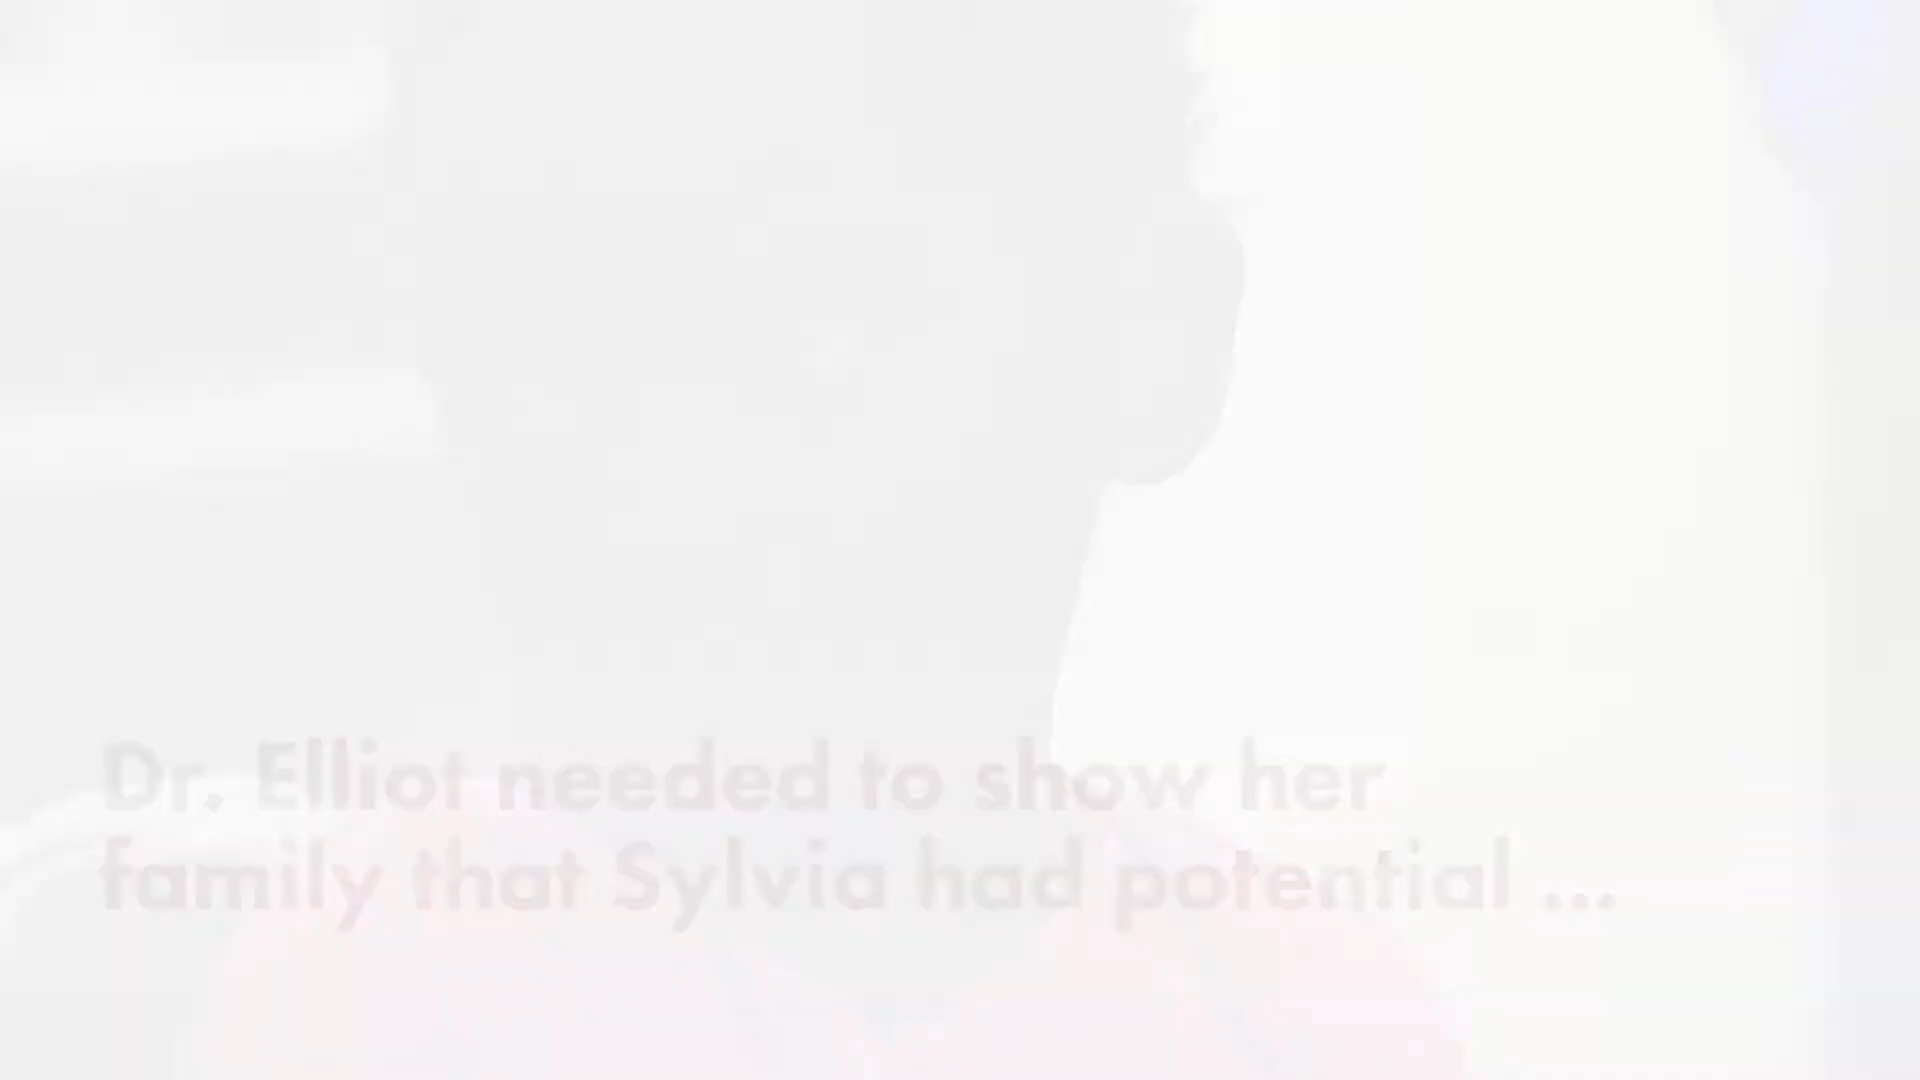 Dr. Elliot needed to show her
family that Sylvia had potential ...